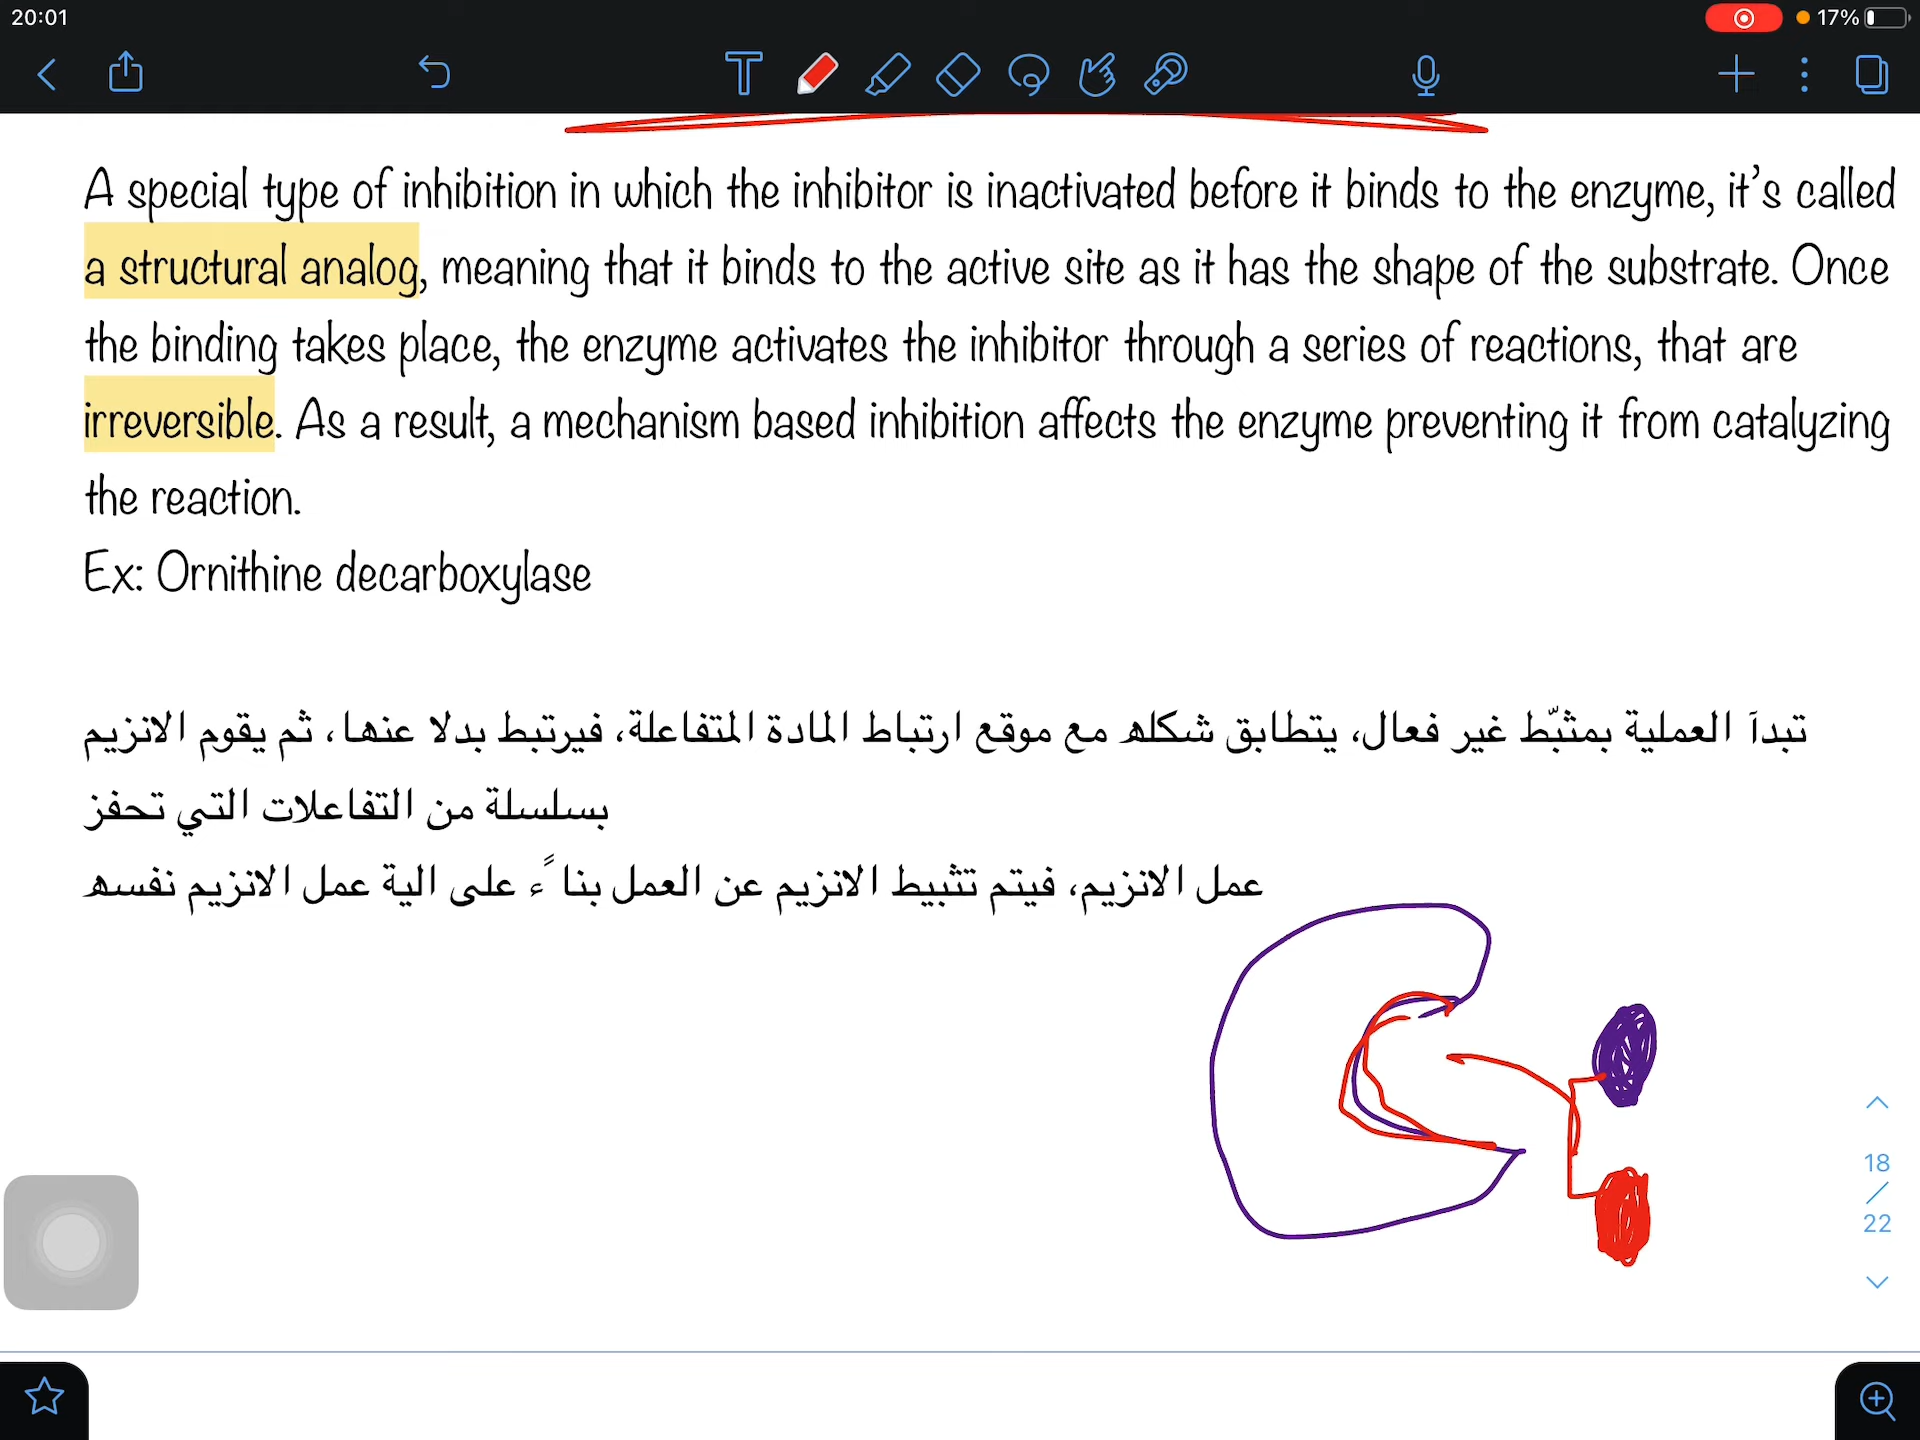 20:01
17%
A special type of inhibition in which the inhibitor is inactivated before it binds to the enzyme, it's called
a structural analog, meaning that it binds to the active site as it has the shape of the substrate. Once
the binding takes place, the enzyme activates the inhibitor through a series of reactions, that are
irreversible. As a result, a mechanism based inhibition affects the enzyme preventing it from catalyzing
the reaction.
Ex: Ornithine decarboxylase
تبدآ العملية بمثبّط غير فعال، يتطابق شكله مع موقع ارتباط المادة المتفاعلة، فيرتبط بدلا عنها، ثم يقوم الانزيم
بسلسلة من التفاعلات التي تحفز
عمل الانزيم، فيتم تثبيط الانزيم عن العمل بناءً على الية عمل الانزيم نفسه
18
/
22